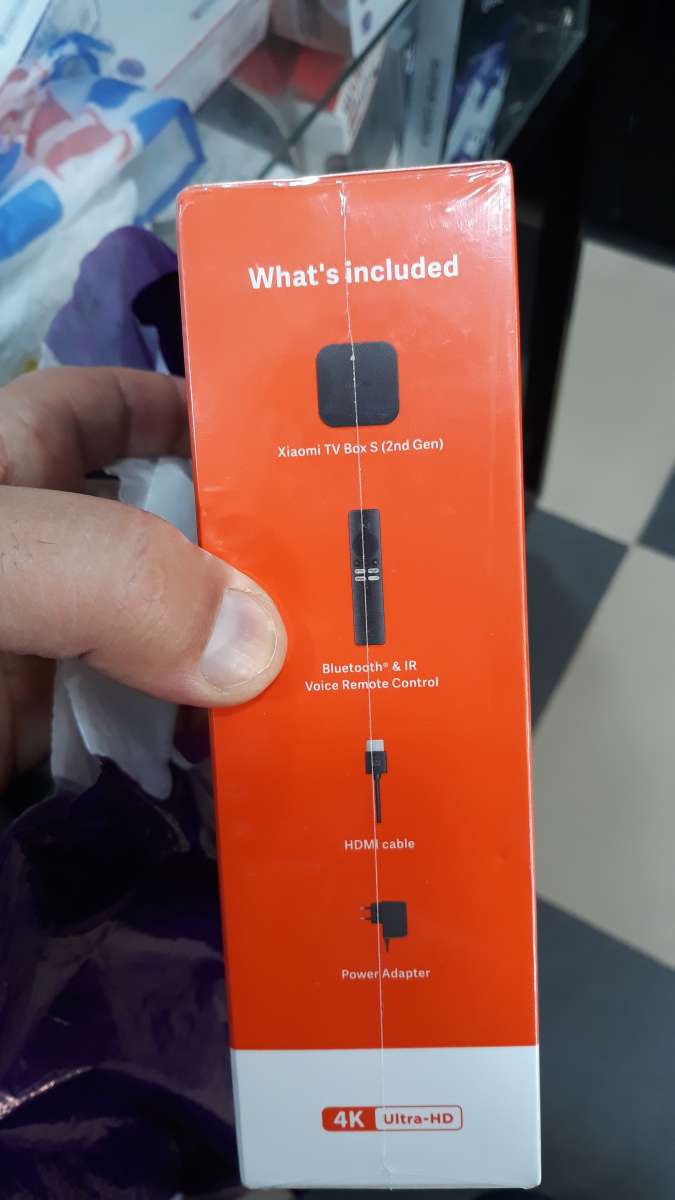 What's included
Xiaomi TV Box S (2nd Gen)
Bluetooth® & IR
Voice Remote Control
HDMI cable
Power Adapter
4K Ultra-HD